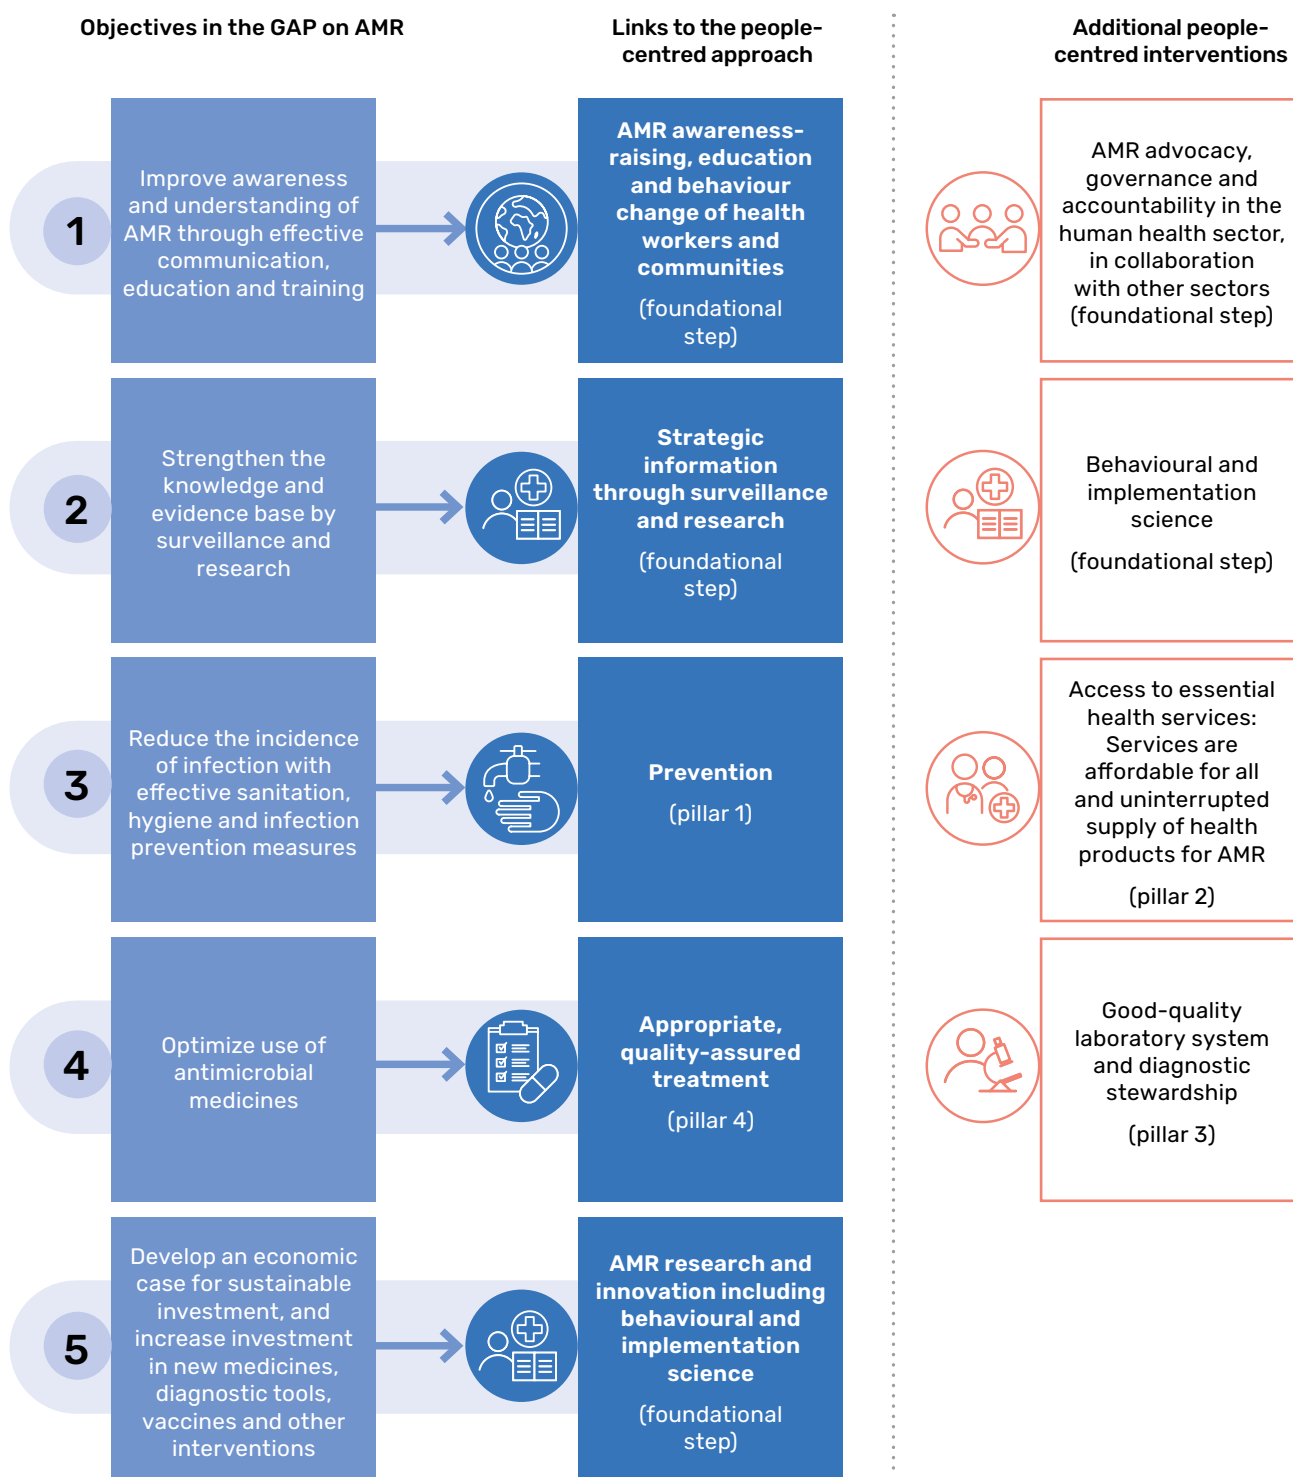 Objectives in the GAP on AMR
Links to the people-
centred approach
Additional people-
centred interventions
1
Improve awareness
and understanding of
AMR through effective
communication,
education and training
AMR awareness-
raising, education
and behaviour
change of health
workers and
communities
(foundational
step)
AMR advocacy,
governance and
accountability in the
human health sector,
in collaboration
with other sectors
(foundational step)
2
Strengthen the
knowledge and
evidence base by
surveillance and
research
Strategic
information
through surveillance
and research
(foundational
step)
Behavioural and
implementation
science
(foundational step)
3
Reduce the incidence
of infection with
effective sanitation,
hygiene and infection
prevention measures
Prevention
(pillar 1)
Access to essential
health services:
Services are
affordable for all
and uninterrupted
supply of health
products for AMR
(pillar 2)
4
Optimize use of
antimicrobial
medicines
Appropriate,
quality-assured
treatment
(pillar 4)
Good-quality
laboratory system
and diagnostic
stewardship
(pillar 3)
5
Develop an economic
case for sustainable
investment, and
increase investment
in new medicines,
diagnostic tools,
vaccines and other
interventions
AMR research and
innovation including
behavioural and
implementation
science
(foundational
step)